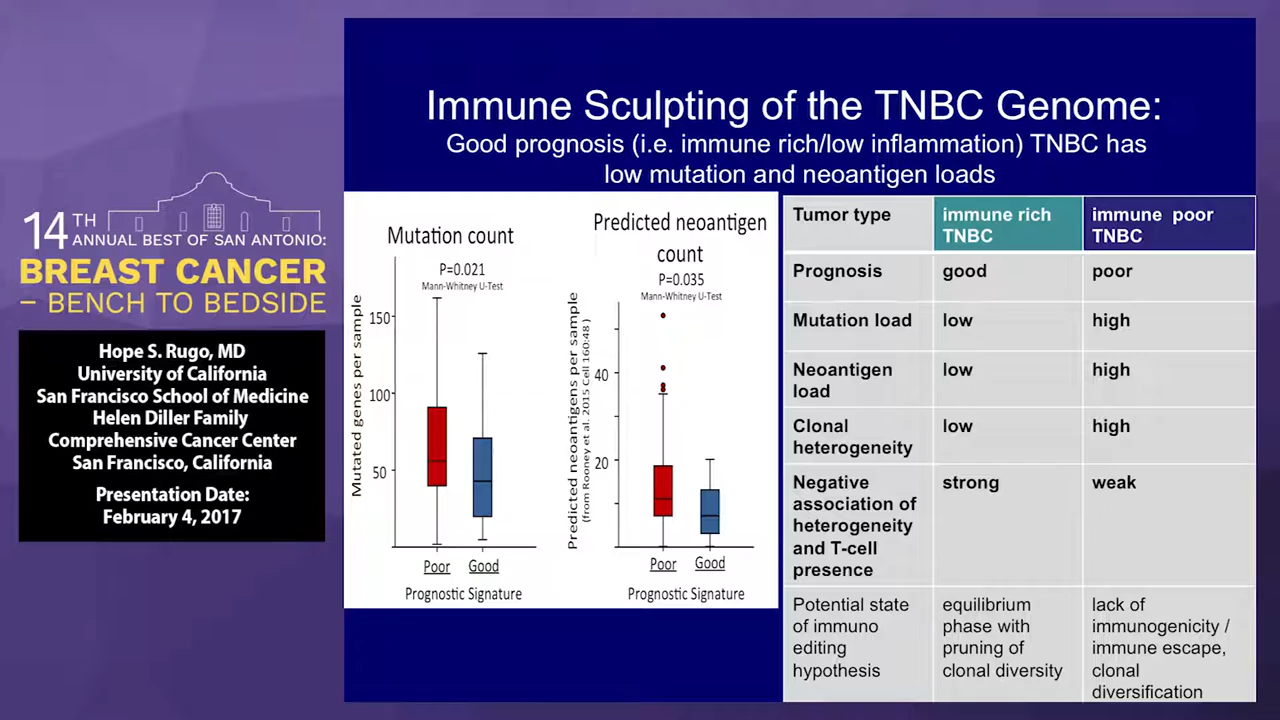 14TH
ANNUAL BEST OF SAN ANTONIO:
BREAST CANCER
– BENCH TO BEDSIDE
Hope S. Rugo, MD
University of California
San Francisco School of Medicine
Helen Diller Family
Comprehensive Cancer Center
San Francisco, California
Presentation Date:
February 4, 2017
Immune Sculpting of the TNBC Genome:
Good prognosis (i.e. immune rich/low inflammation) TNBC has
low mutation and neoantigen loads
Mutation count
P=0.021
Mann-Whitney U-Test
Mutated genes per sample
150
100
50
Poor
Good
Prognostic Signature
Predicted neoantigen
count
P=0.035
Mann-Whitney U-Test
Predicted neoantigens per sample
(from Rooney et al. 2015 Cell 160:48 )
40
20
Poor
Good
Prognostic Signature
Tumor type
immune rich
TNBC
immune poor
TNBC
Prognosis
good
poor
Mutation load
low
high
Neoantigen
load
low
high
Clonal
heterogeneity
low
high
Negative
association of
heterogeneity
and T-cell
presence
strong
weak
Potential state
of immuno
editing
hypothesis
equilibrium
phase with
pruning of
clonal diversity
lack of
immunogenicity /
immune escape,
clonal
diversification